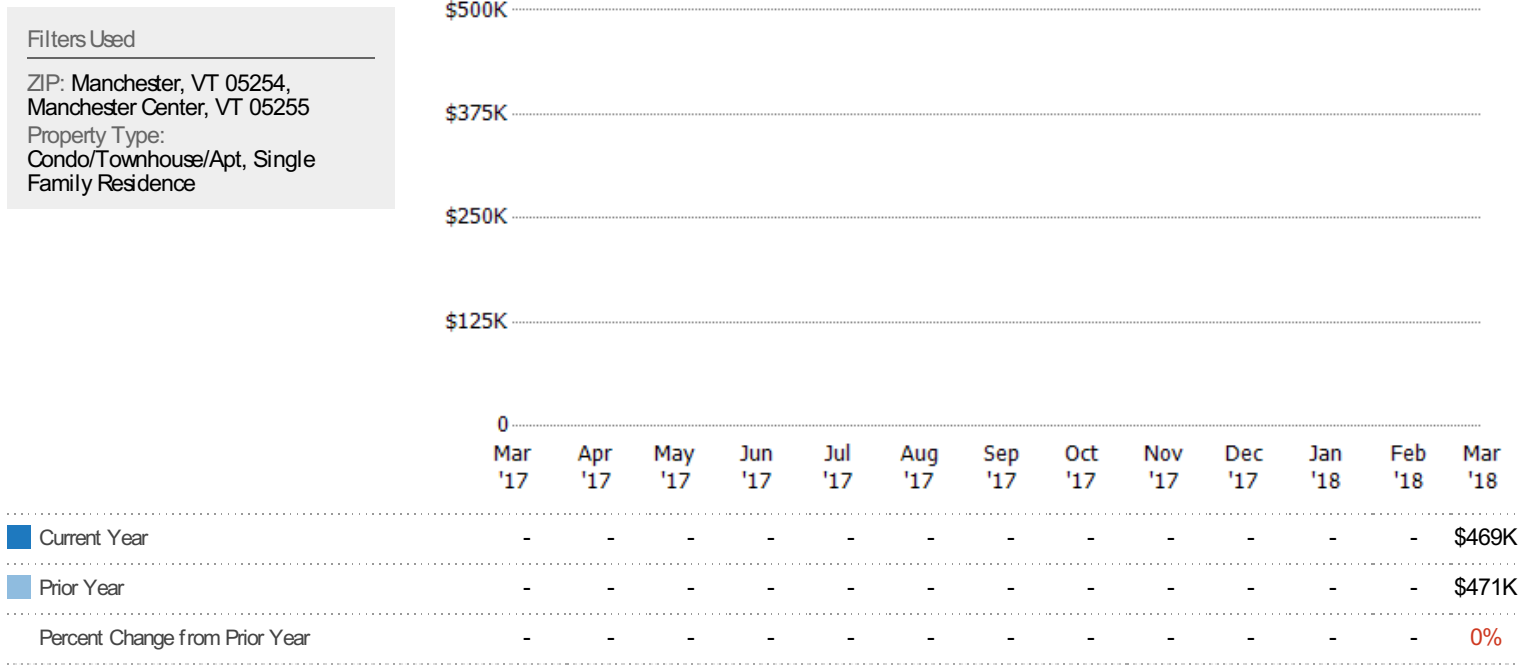 Filters Used
ZIP: Manchester, VT 05254,
Manchester Center, VT 05255
Property Type:
Condo/Townhouse/Apt, Single
Family Residence
$500K
$375K
$250K
$125K
0
Mar Apr May Jun Jul Aug Sep Oct Nov Dec Jan Feb Mar
'17 '17 '17 '17 '17 '17 '17 '17 '17 '17 '18 '18 '18
Current Year - - - - - - - - - - - - $469K
Prior Year - - - - - - - - - - - - $471K
Percent Change from Prior Year - - - - - - - - - - - - 0%